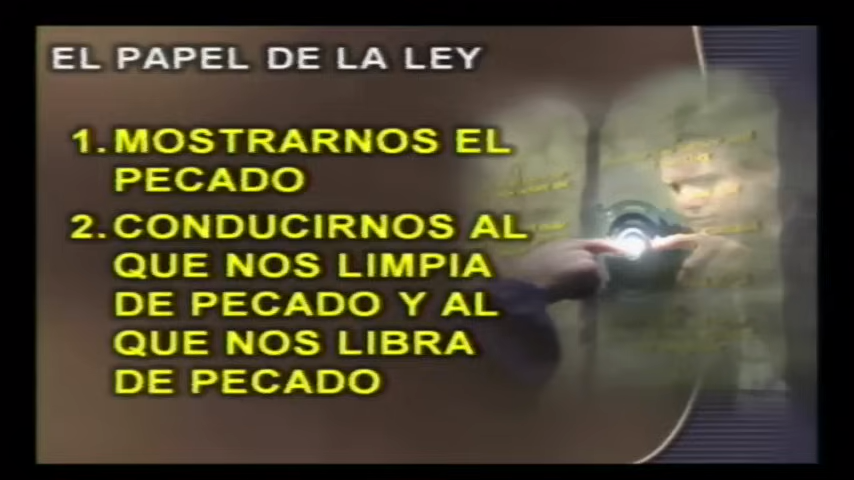 EL PAPEL DE LA LEY
1. MOSTRARNOS EL
PECADO
2. CONDUCIRNOS AL
QUE NOS LIMPIA
DE PECADO Y AL
QUE NOS LIBRA
DE PECADO